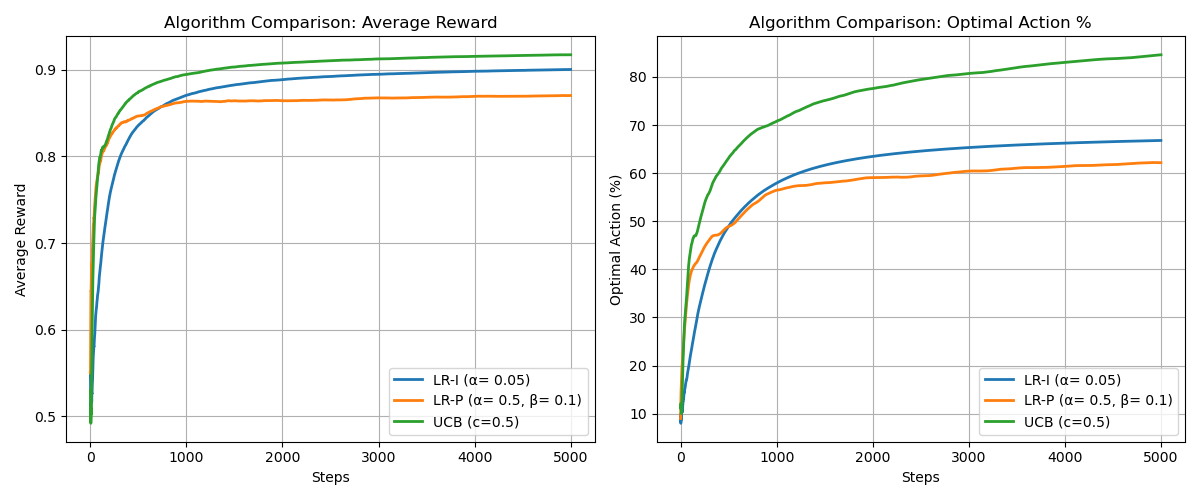 Algorithm Comparison: Average Reward
Average Reward
0.9
0.8
0.7
0.6
0.5
0
1000
2000
3000
4000
5000
Steps
LR-I (α= 0.05)
LR-P (α= 0.5, β= 0.1)
UCB (c=0.5)
Algorithm Comparison: Optimal Action %
Optimal Action (%)
80
70
60
50
40
30
20
10
0
1000
2000
3000
4000
5000
Steps
LR-I (α= 0.05)
LR-P (α= 0.5, β= 0.1)
UCB (c=0.5)